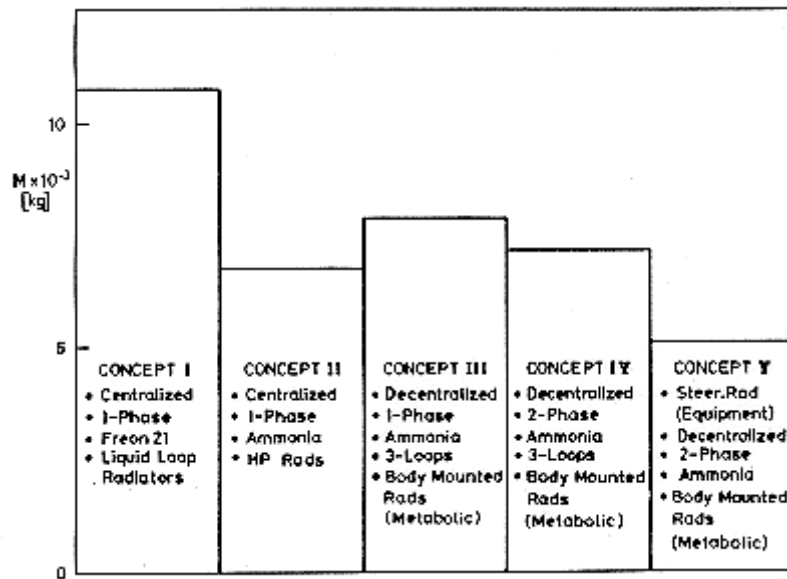 10
M×10⁻³
[kg]
5
0
CONCEPT I
• Centralized
• 1-Phase
• Freon 21
• Liquid Loop
Radiators
CONCEPT II
• Centralized
• 1-Phase
• Ammonia
• HP Rads
CONCEPT III
• Decentralized
• 1-Phase
• Ammonia
• 3-Loops
• Body Mounted
Rads
(Metabolic)
CONCEPT IV
• Decentralized
• 2-Phase
• Ammonia
• 3-Loops
• Body Mounted
Rads
(Metabolic)
CONCEPT V
• Steer.Rad
(Equipment)
• Decentralized
• 2-Phase
• Ammonia
• Body Mounted
Rads
(Metabolic)